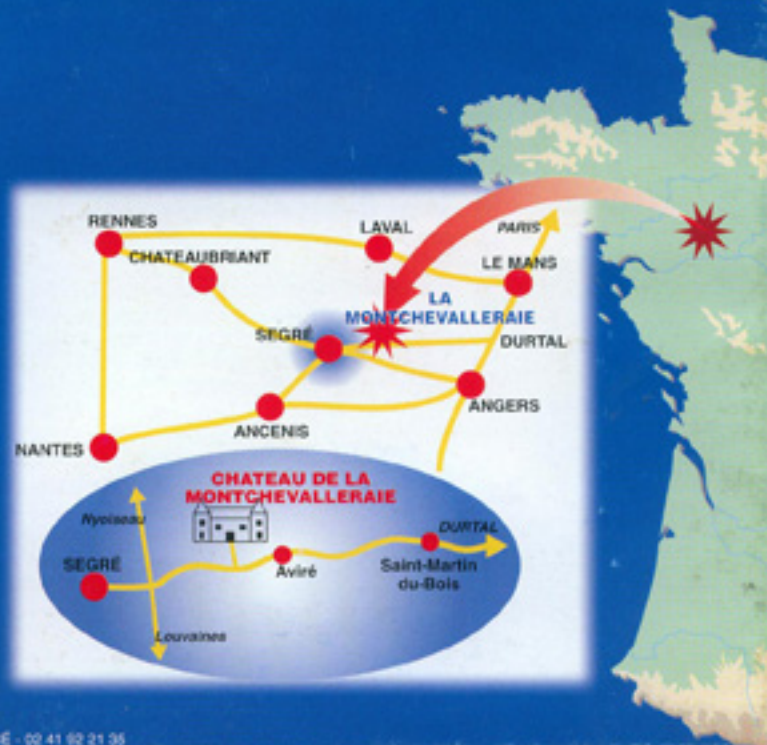 RENNES
LAVAL
PARIS
CHATEAUBRIANT
LE MANS
LA
MONTCHEVALLERAIE
SEGRÉ
DURTAL
ANGERS
ANCENIS
NANTES
CHATEAU DE LA
MONTCHEVALLERAIE
Nyoiseau
DURTAL
SEGRÉ
Aviré
Saint-Martin
du-Bois
Louvaines
É - 02 41 92 21 35